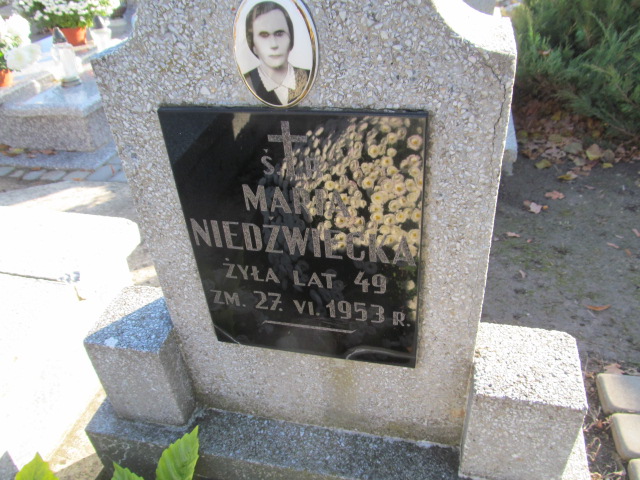 Ś. P.
MARIA
NIEDŹWIECKA
ŻYŁA LAT 49
ZM. 27. VI. 1953 R.